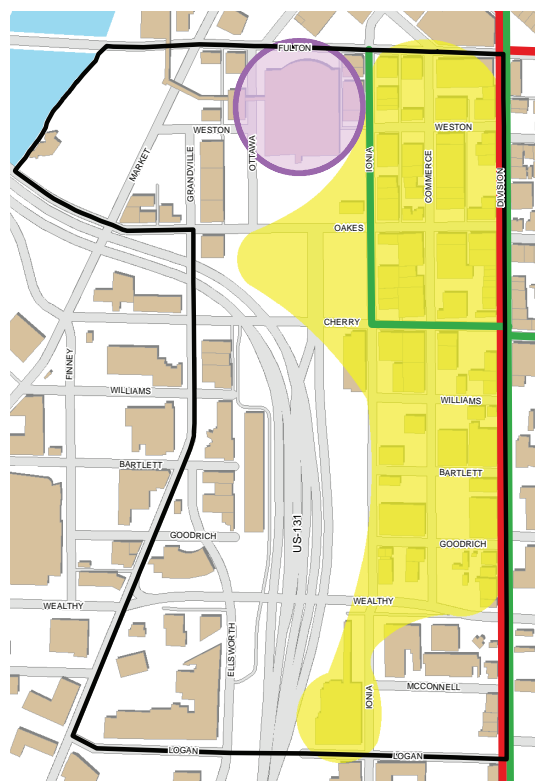 FULTON
WESTON
WESTON
MARKET
GRANDVILLE
OTTAWA
IONIA
COMMERCE
DIVISION
OAKES
CHERRY
FINNEY
WILLIAMS
WILLIAMS
BARTLETT
BARTLETT
US-131
GOODRICH
GOODRICH
WEALTHY
WEALTHY
ELLSWORTH
IONIA
MCCONNELL
LOGAN
LOGAN